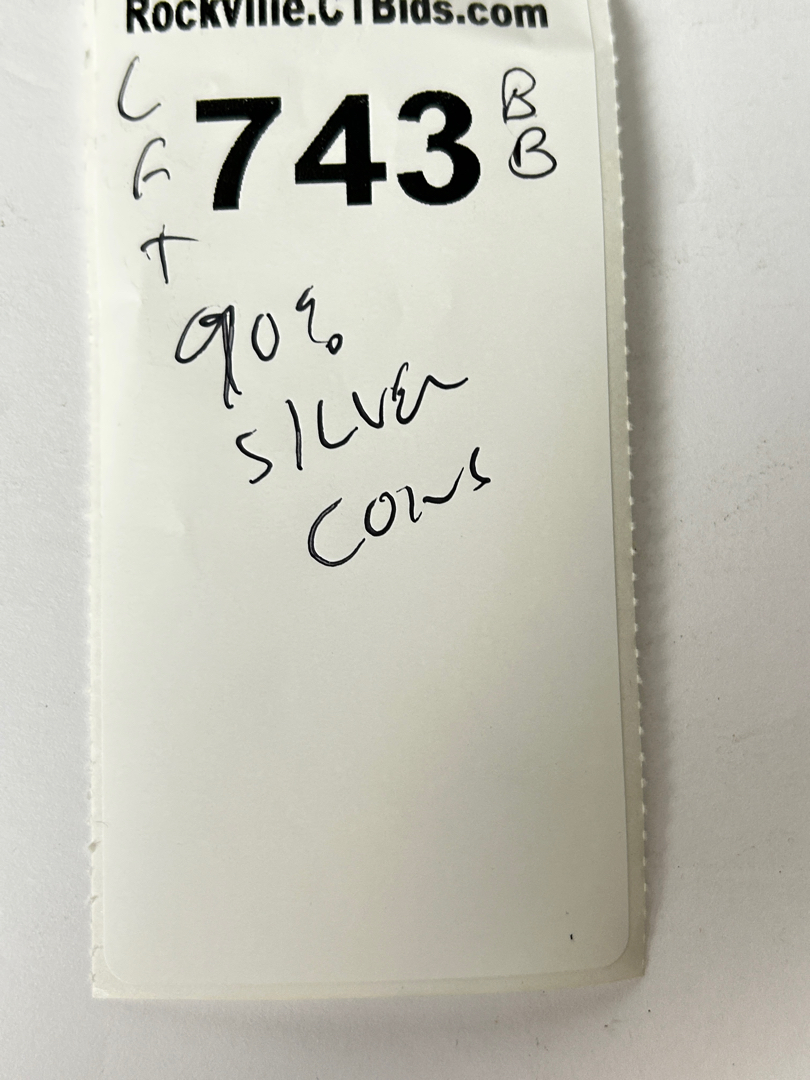 Rockville.CTBids.com
743
B
B
90%
SILVER
COINS